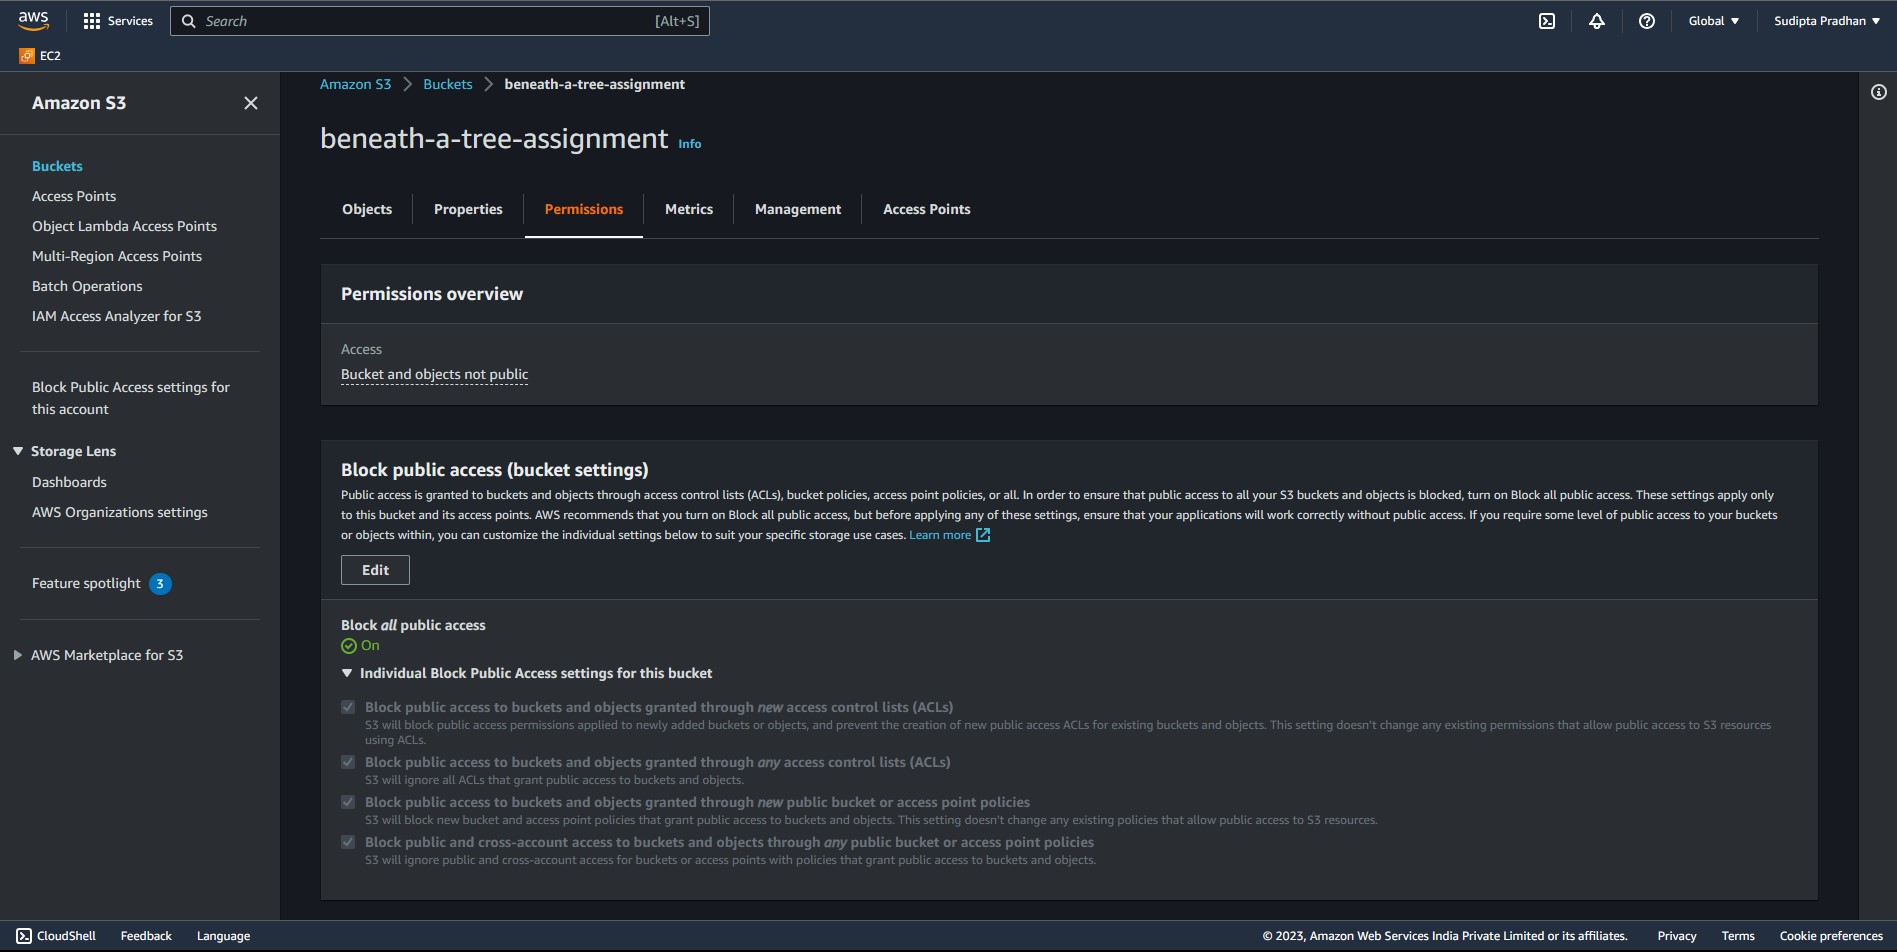 aws
Services
Search
[Alt+S]
Global
Sudipta Pradhan
EC2
Amazon S3
Buckets
Access Points
Object Lambda Access Points
Multi-Region Access Points
Batch Operations
IAM Access Analyzer for S3
Block Public Access settings for
this account
Storage Lens
Dashboards
AWS Organizations settings
Feature spotlight 3
AWS Marketplace for S3
Amazon S3 > Buckets > beneath-a-tree-assignment
beneath-a-tree-assignment Info
Objects
Properties
Permissions
Metrics
Management
Access Points
Permissions overview
Access
Bucket and objects not public
Block public access (bucket settings)
Public access is granted to buckets and objects through access control lists (ACLs), bucket policies, access point policies, or all. In order to ensure that public access to all your S3 buckets and objects is blocked, turn on Block all public access. These settings apply only
to this bucket and its access points. AWS recommends that you turn on Block all public access, but before applying any of these settings, ensure that your applications will work correctly without public access. If you require some level of public access to your buckets
or objects within, you can customize the individual settings below to suit your specific storage use cases. Learn more
Edit
Block all public access
On
Individual Block Public Access settings for this bucket
Block public access to buckets and objects granted through new access control lists (ACLs)
S3 will block public access permissions applied to newly added buckets or objects, and prevent the creation of new public access ACLs for existing buckets and objects. This setting doesn't change any existing permissions that allow public access to S3 resources
using ACLs.
Block public access to buckets and objects granted through any access control lists (ACLs)
S3 will ignore all ACLs that grant public access to buckets and objects.
Block public access to buckets and objects granted through new public bucket or access point policies
S3 will block new bucket and access point policies that grant public access to buckets and objects. This setting doesn't change any existing policies that allow public access to S3 resources.
Block public and cross-account access to buckets and objects through any public bucket or access point policies
S3 will ignore public and cross-account access for buckets or access points with policies that grant public access to buckets and objects.
CloudShell
Feedback
Language
© 2023, Amazon Web Services India Private Limited or its affiliates.
Privacy
Terms
Cookie preferences